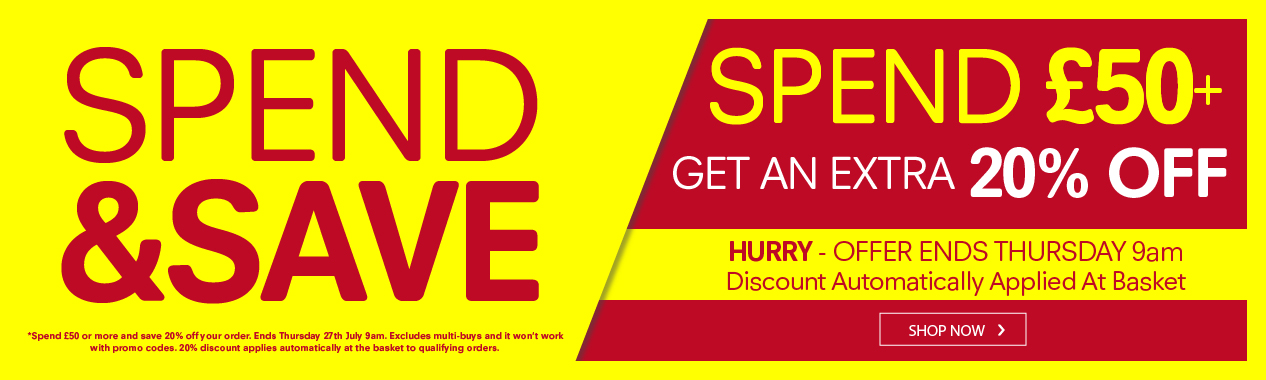 SPEND
&SAVE
*Spend £50 or more and save 20% off your order. Ends Thursday 27th July 9am. Excludes multi-buys and it won't work
with promo codes. 20% discount applies automatically at the basket to qualifying orders.
SPEND £50+
GET AN EXTRA 20% OFF
HURRY - OFFER ENDS THURSDAY 9am
Discount Automatically Applied At Basket
SHOP NOW